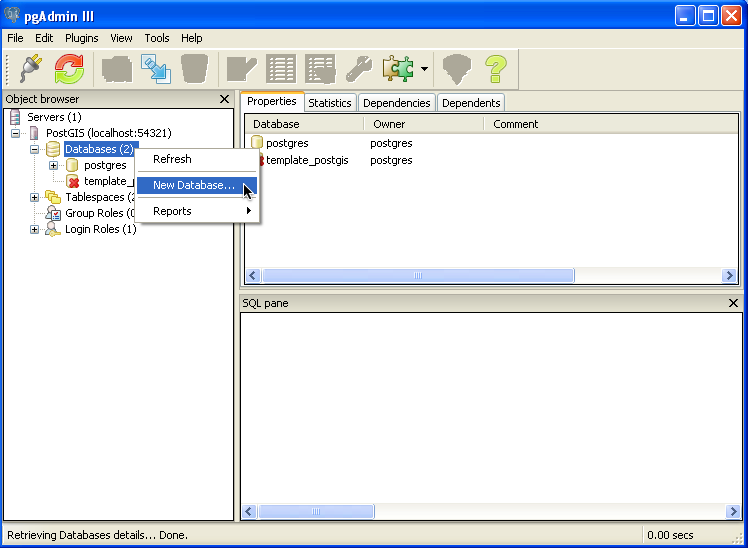 pgAdmin III
File Edit Plugins View Tools Help
Object browser
Servers (1)
PostGIS (localhost:54321)
Databases (2)
postgres
template_
Tablespaces (2
Group Roles (0
Login Roles (1)
Refresh
New Database...
Reports
Properties Statistics Dependencies Dependents
Database Owner Comment
postgres postgres
template_postgis postgres
SQL pane
Retrieving Databases details... Done. 0.00 secs